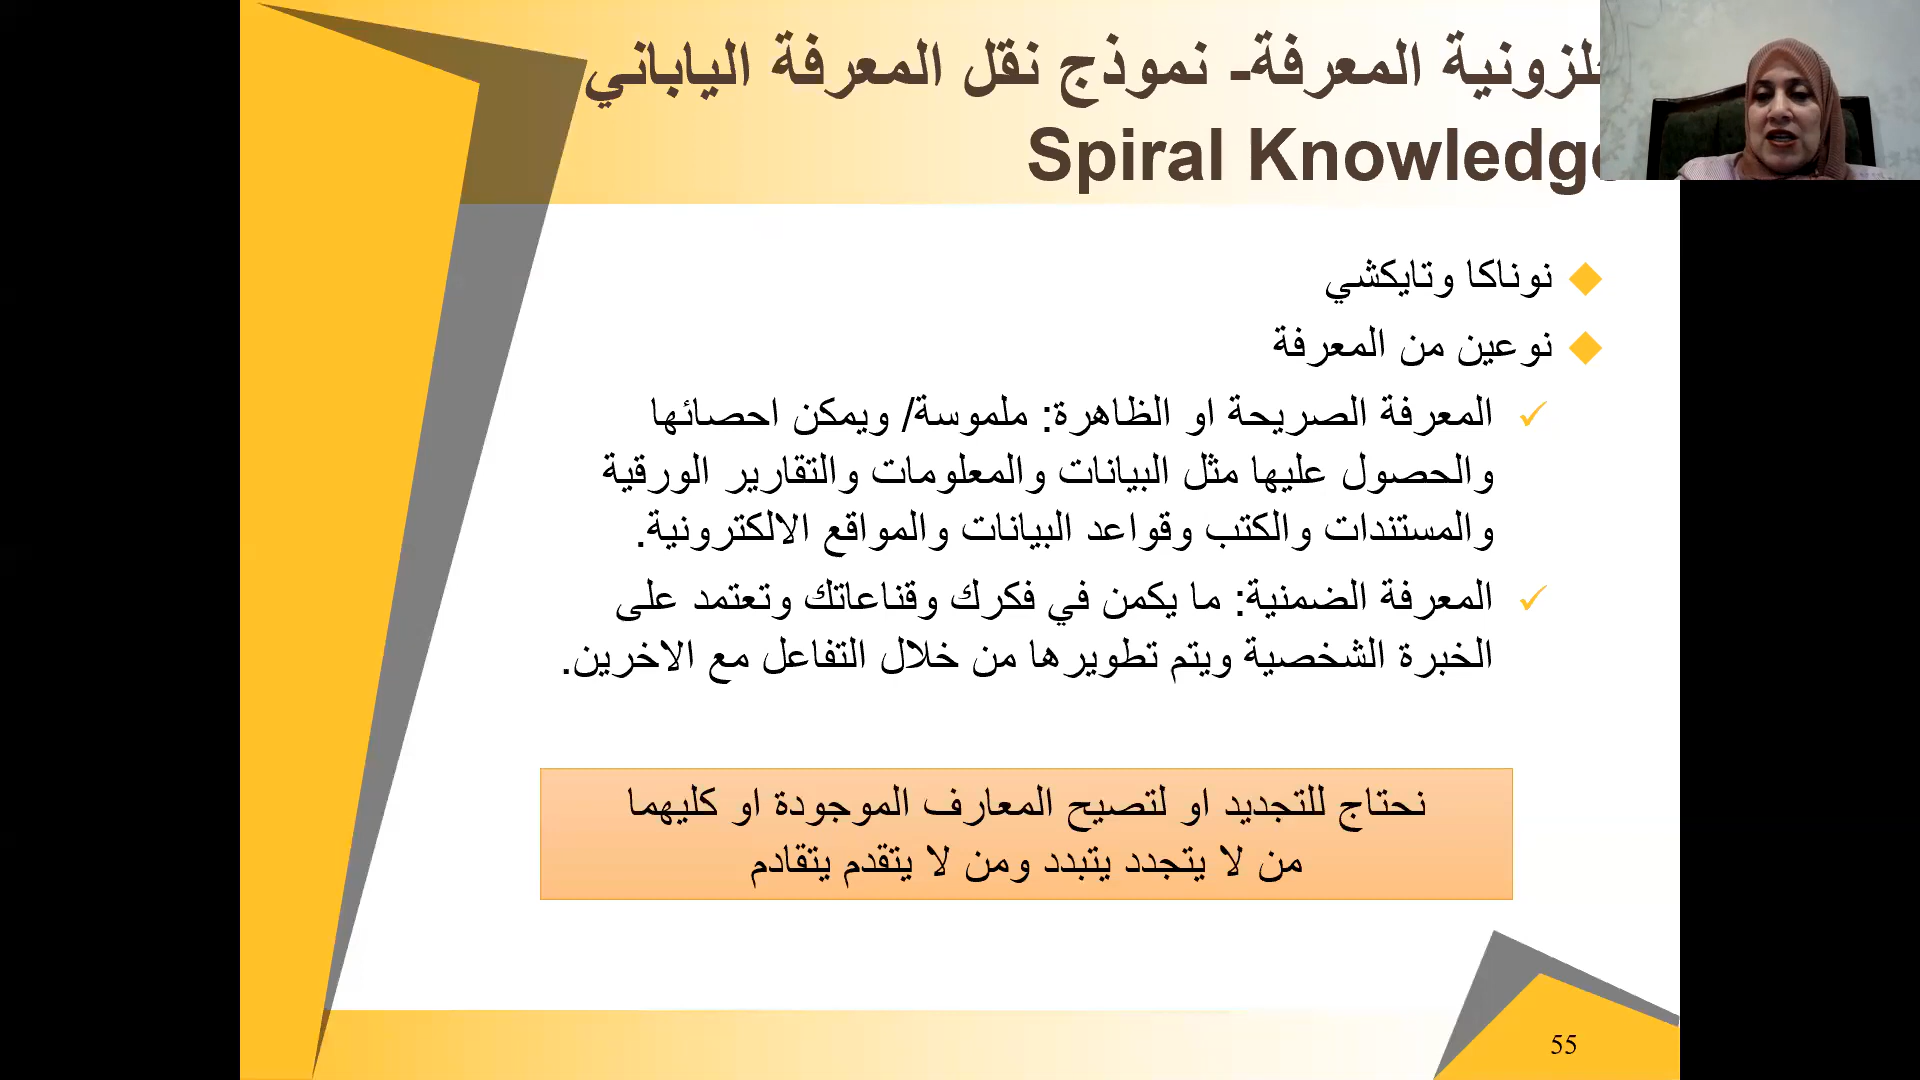 نموذج نقل المعرفة الياباني -المعرفة
Spiral
نوناكا وتايكشي
نوعين من المعرفة
المعرفة الصريحة او الظاهرة: ملموسة/ ويمكن احصائها
والحصول عليها مثل البيانات والمعلومات والتقارير الورقية
والمستندات والكتب وقواعد البيانات والمواقع الالكترونية.
المعرفة الضمنية: ما يكمن في فكرك وقناعاتك وتعتمد على
الخبرة الشخصية ويتم تطويرها من خلال التفاعل مع الاخرين.
نحتاج للتجديد او لتصيح المعارف الموجودة او كليهما
من لا يتجدد يتبدد ومن لا يتقدم يتقادم
55